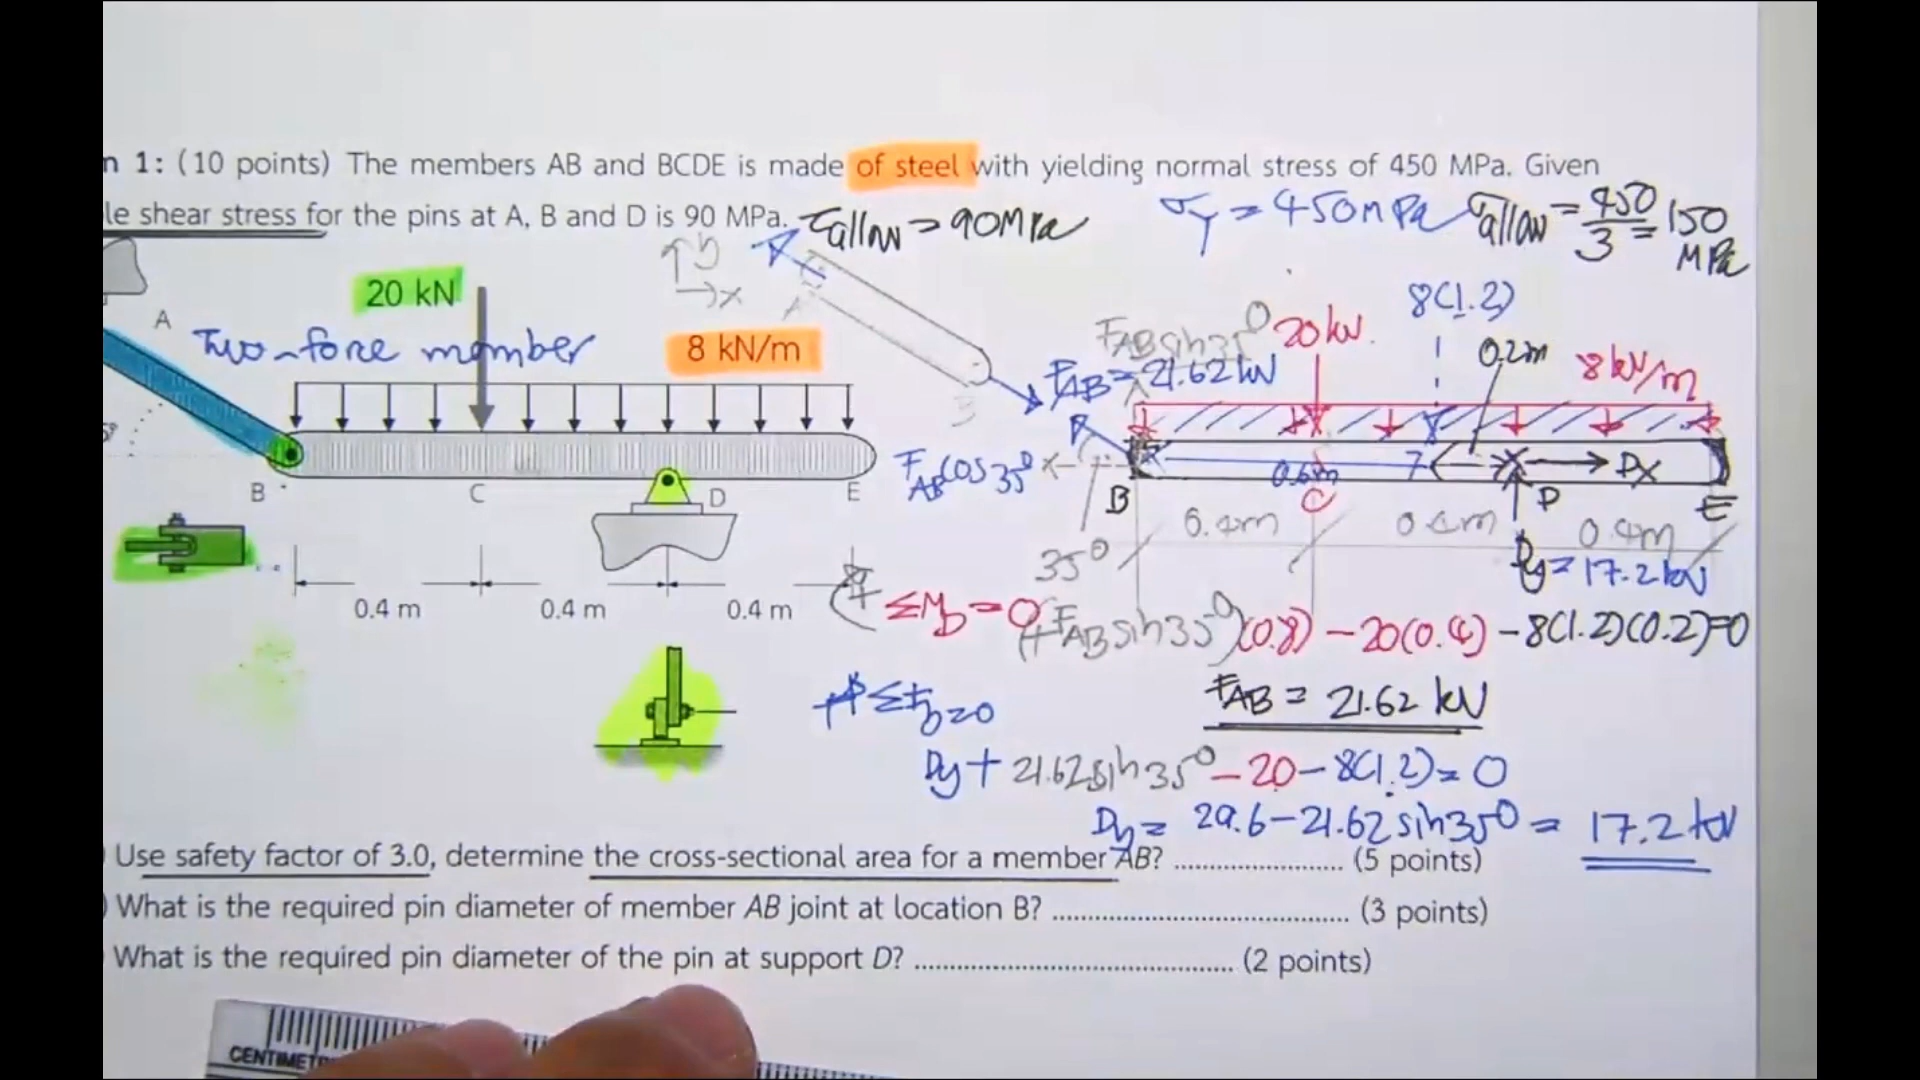 n 1: (10 points) The members AB and BCDE is made of steel with yielding normal stress of 450 MPa. Given
le shear stress for the pins at A, B and D is 90 MPa. τallow = 90MPa
σY = 450MPa σallow = 450/3 = 150 MPa
y
x
20 kN
8 kN/m
A
Two-force member
5°
B
C
D
E
0.4 m
0.4 m
0.4 m
A
B
FAB sin35°
FAB = 21.62 kN
FAB cos35°
35°
20 kN
8(1.2)
0.2m
8 kN/m
0.6m
Dx
B
C
D
E
0.4m
0.4m
0.4m
Dy = 17.2 kN
+ ΣMD = 0 (+FAB sin35°)(0.8) - 20(0.4) - 8(1.2)(0.2) = 0
FAB = 21.62 kN
+ ΣFy = 0
Dy + 21.62 sin35° - 20 - 8(1.2) = 0
Dy = 29.6 - 21.62 sin35° = 17.2 kN
) Use safety factor of 3.0, determine the cross-sectional area for a member AB? ........................ (5 points)
) What is the required pin diameter of member AB joint at location B? .......................................... (3 points)
What is the required pin diameter of the pin at support D? ............................................. (2 points)